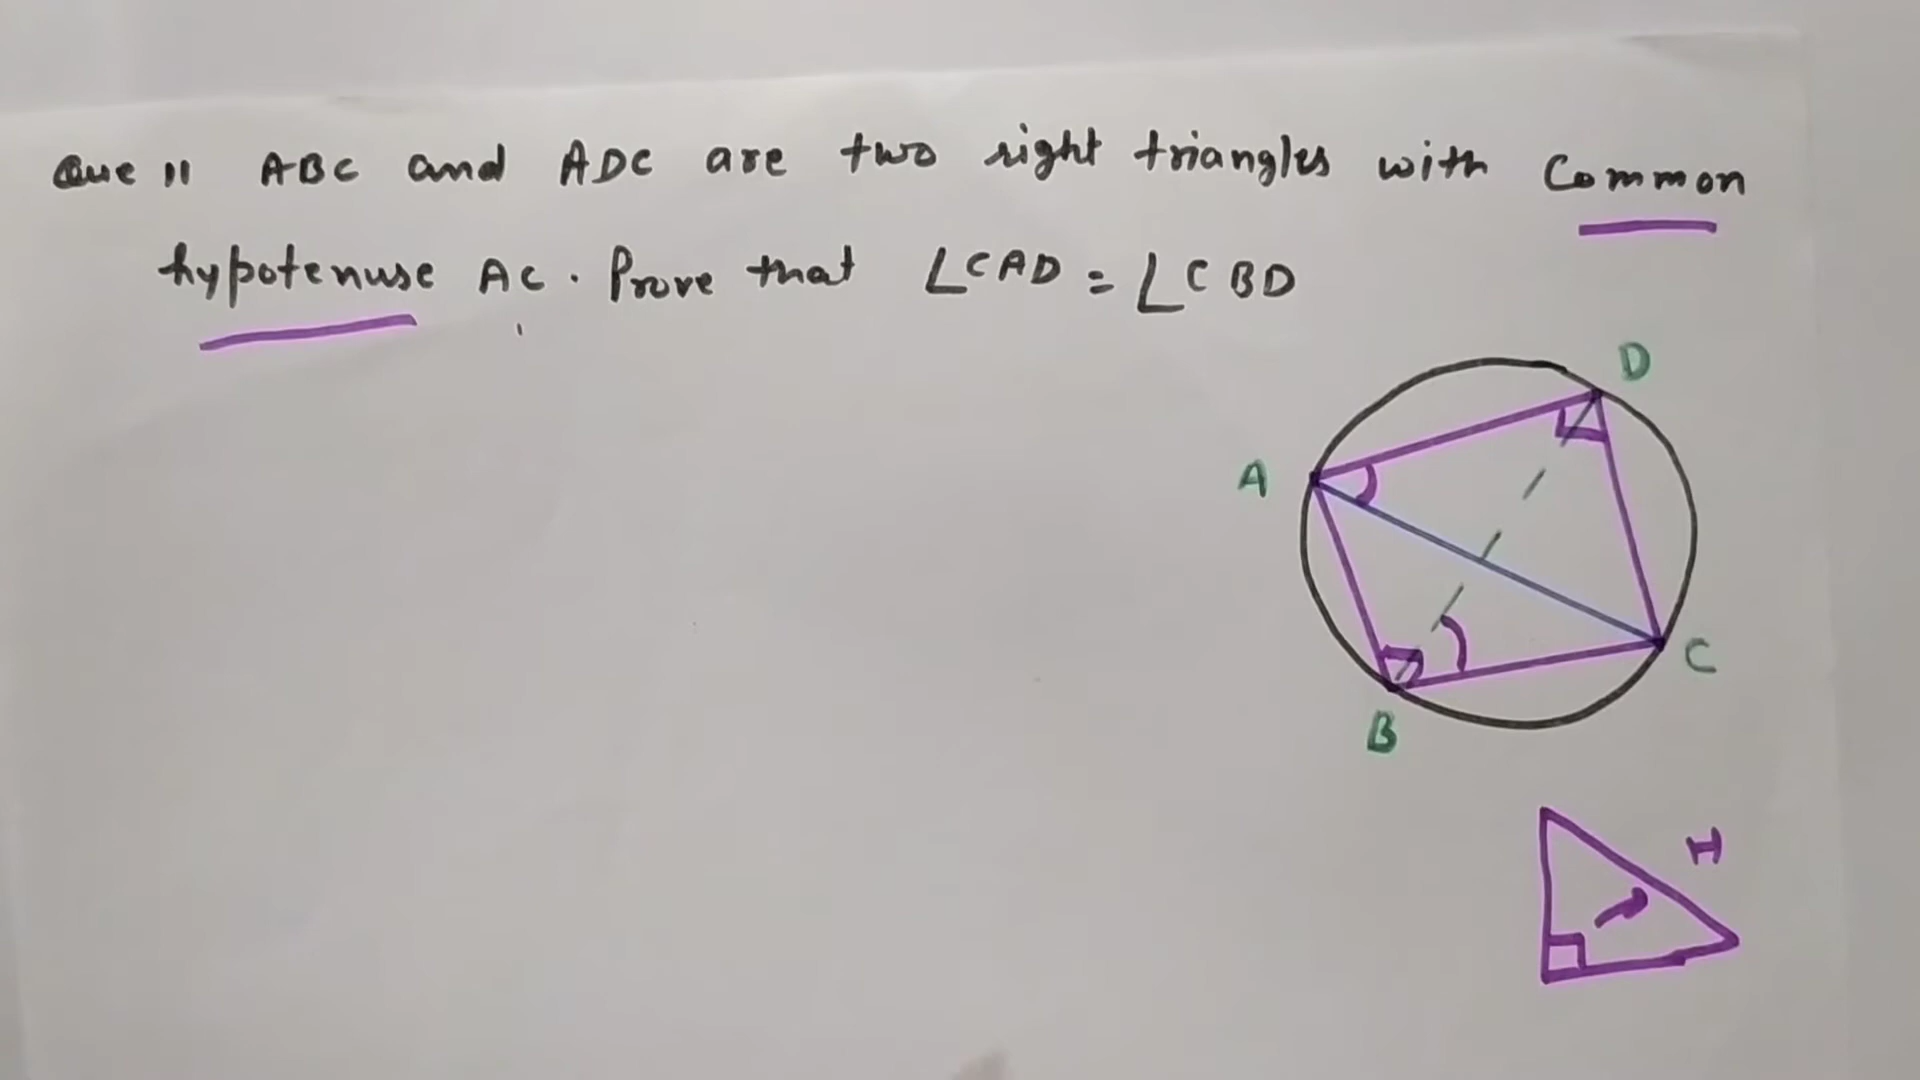 Que 11 ABC and ADC are two right triangles with Common
hypotenuse AC. Prove that ∠CAD = ∠CBD
D
A
C
B
H